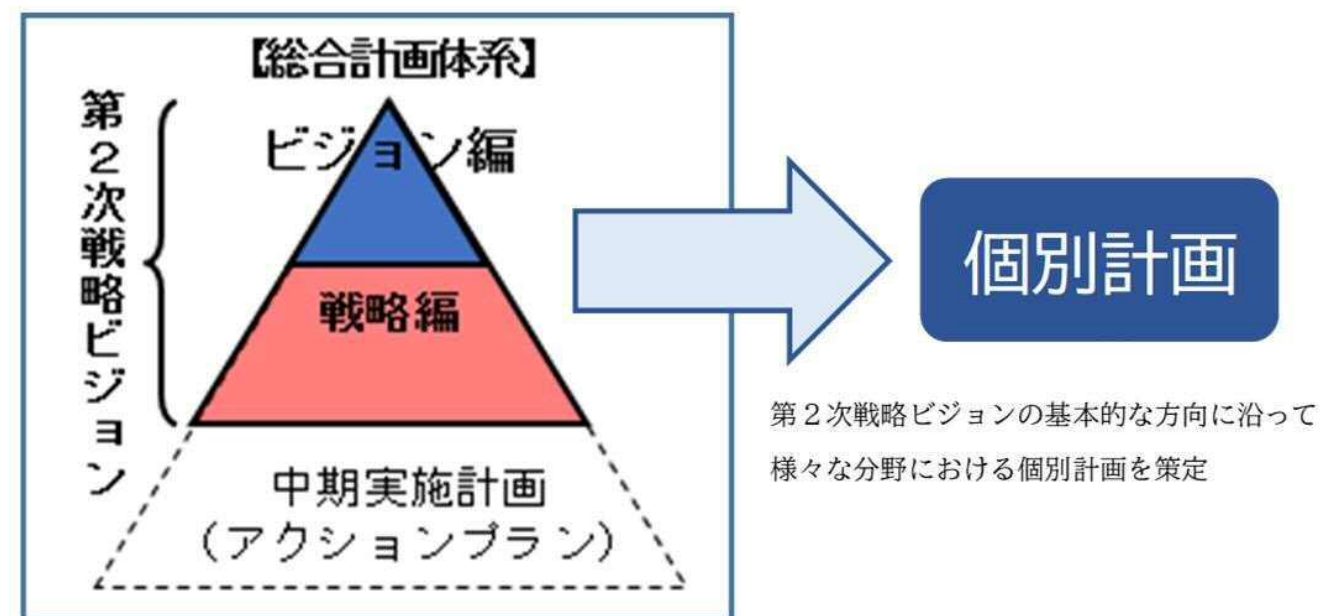 【総合計画体系】
第２次戦略ビジョン
ビジョン編
戦略編
中期実施計画
（アクションプラン）
個別計画
第２次戦略ビジョンの基本的な方向に沿って
様々な分野における個別計画を策定